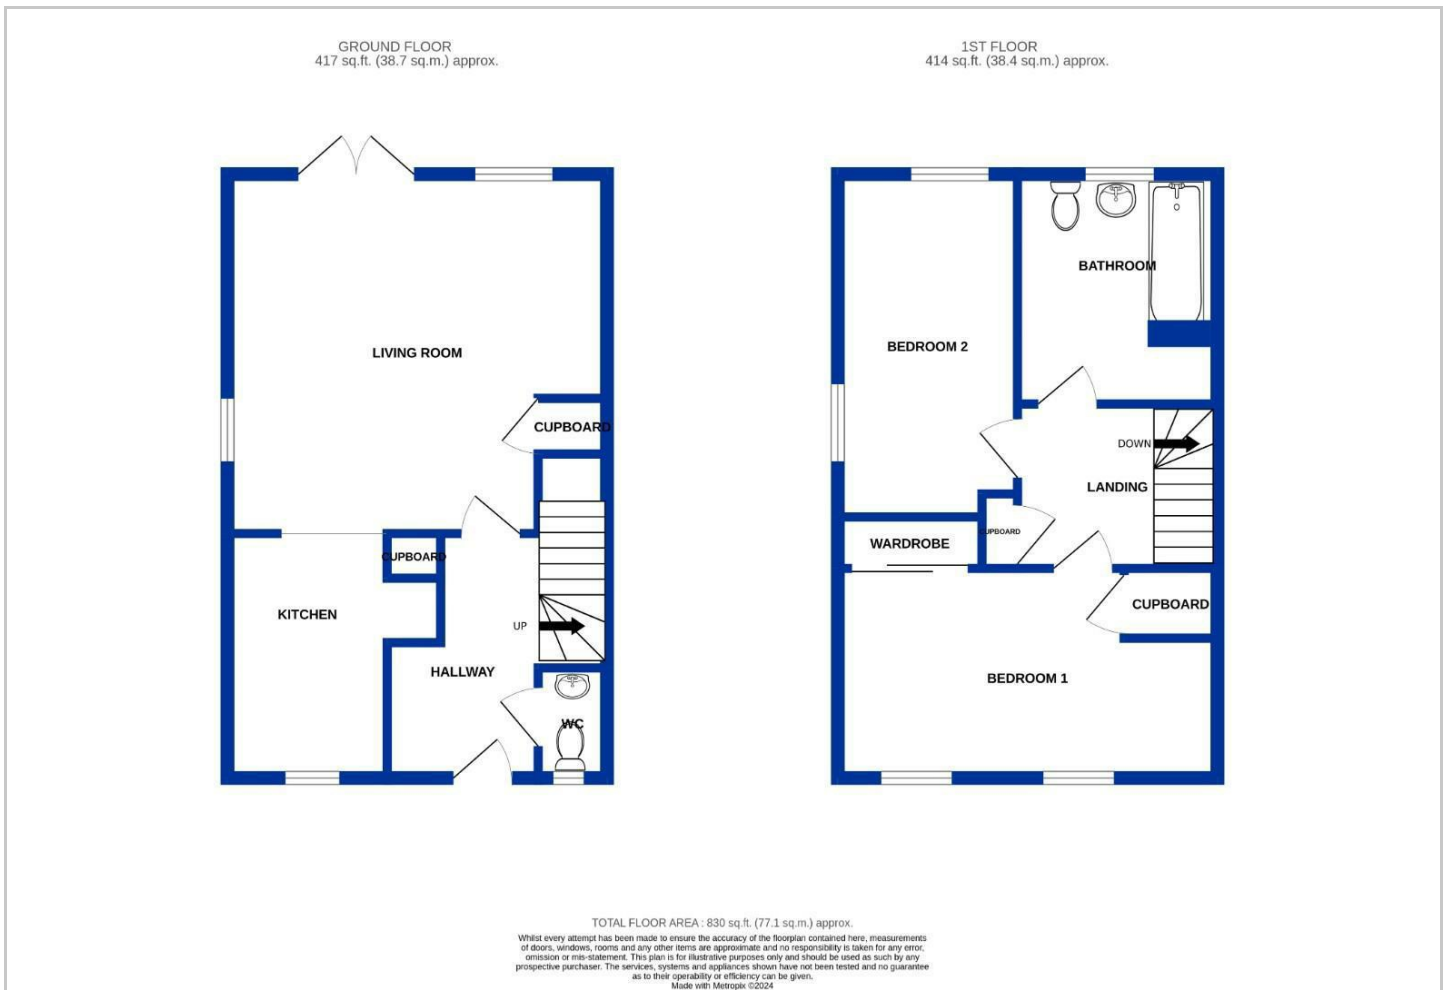 GROUND FLOOR
417 sq.ft. (38.7 sq.m.) approx.
LIVING ROOM
CUPBOARD
CUPBOARD
KITCHEN
UP
HALLWAY
WC
1ST FLOOR
414 sq.ft. (38.4 sq.m.) approx.
BATHROOM
BEDROOM 2
DOWN
LANDING
CUPBOARD
WARDROBE
CUPBOARD
BEDROOM 1
TOTAL FLOOR AREA : 830 sq.ft. (77.1 sq.m.) approx.
Whilst every attempt has been made to ensure the accuracy of the floorplan contained here, measurements
of doors, windows, rooms and any other items are approximate and no responsibility is taken for any error,
omission or mis-statement. This plan is for illustrative purposes only and should be used as such by any
prospective purchaser. The services, systems and appliances shown have not been tested and no guarantee
as to their operability or efficiency can be given.
Made with Metropix ©2024